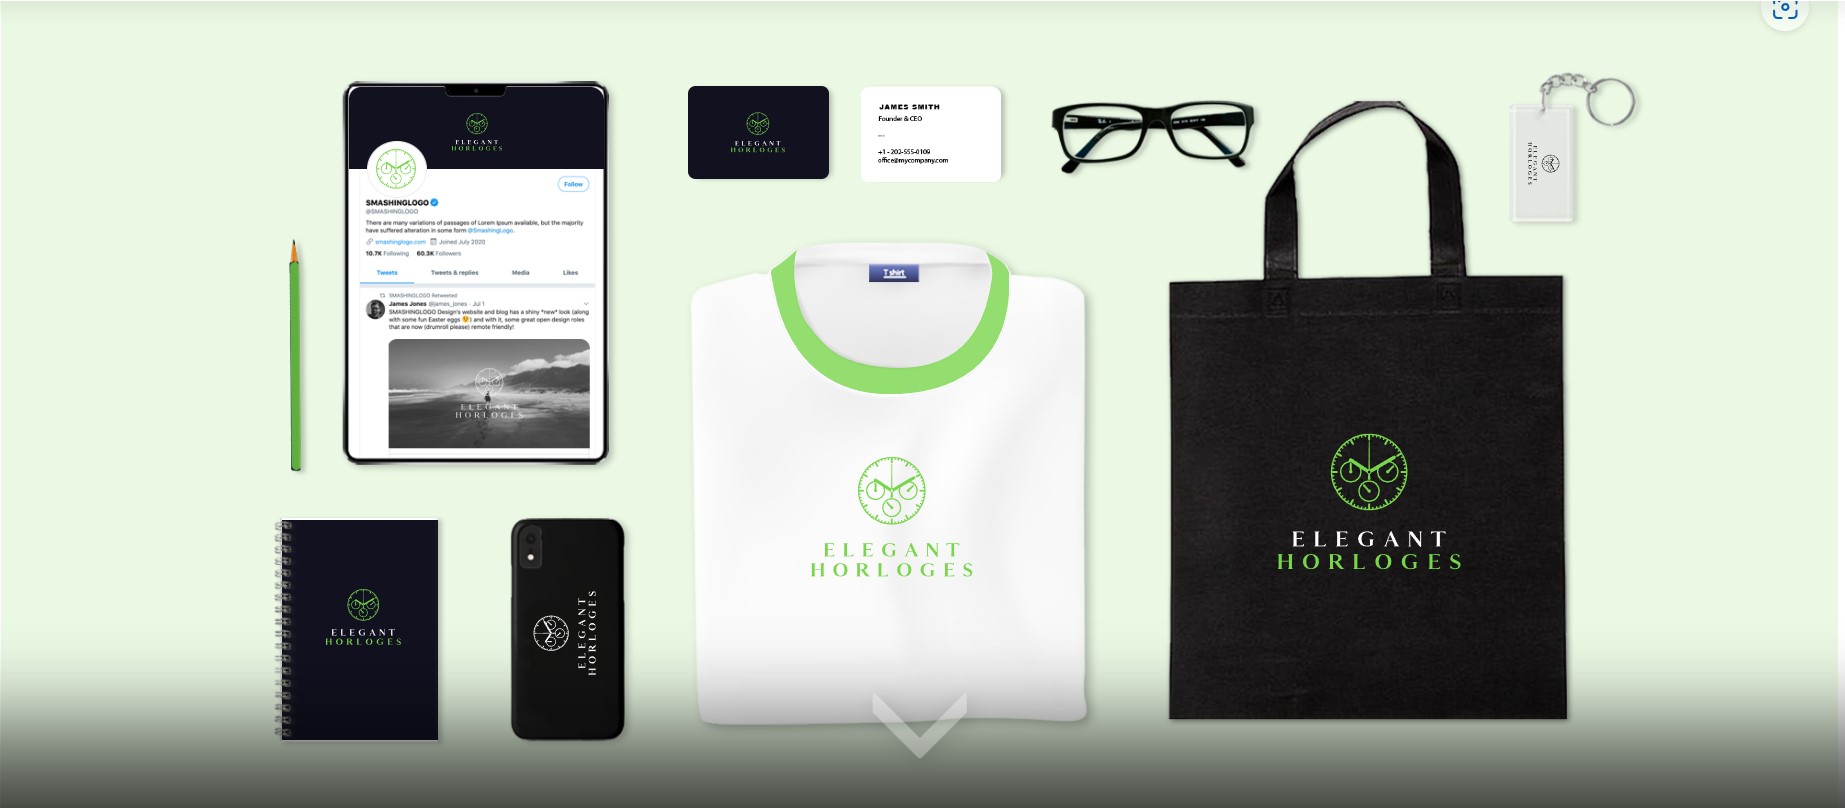 ELEGANT
HORLOGES
Follow
SMASHINGLOGO
@SMASHINGLOGO
There are many variations of passages of Lorem Ipsum available, but the majority
have suffered alteration in some form @SmashingLogo.
smashinglogo.com Joined July 2020
10.7K Following 60.3K Followers
Tweets Tweets & replies Media Likes
SMASHINGLOGO Retweeted
James Jones @james_jones · Jul 1
SMASHINGLOGO Design's website and blog has a shiny *new* look (along
with some fun Easter eggs 😉) and with it, some great open design roles
that are now (drumroll please) remote friendly!
ELEGANT
HORLOGES
ELEGANT
HORLOGES
JAMES SMITH
Founder & CEO
+1 - 202-555-0109
office@mycompany.com
ELEGANT
HORLOGES
T shirt
ELEGANT
HORLOGES
ELEGANT
HORLOGES
ELEGANT
HORLOGES
ELEGANT
HORLOGES